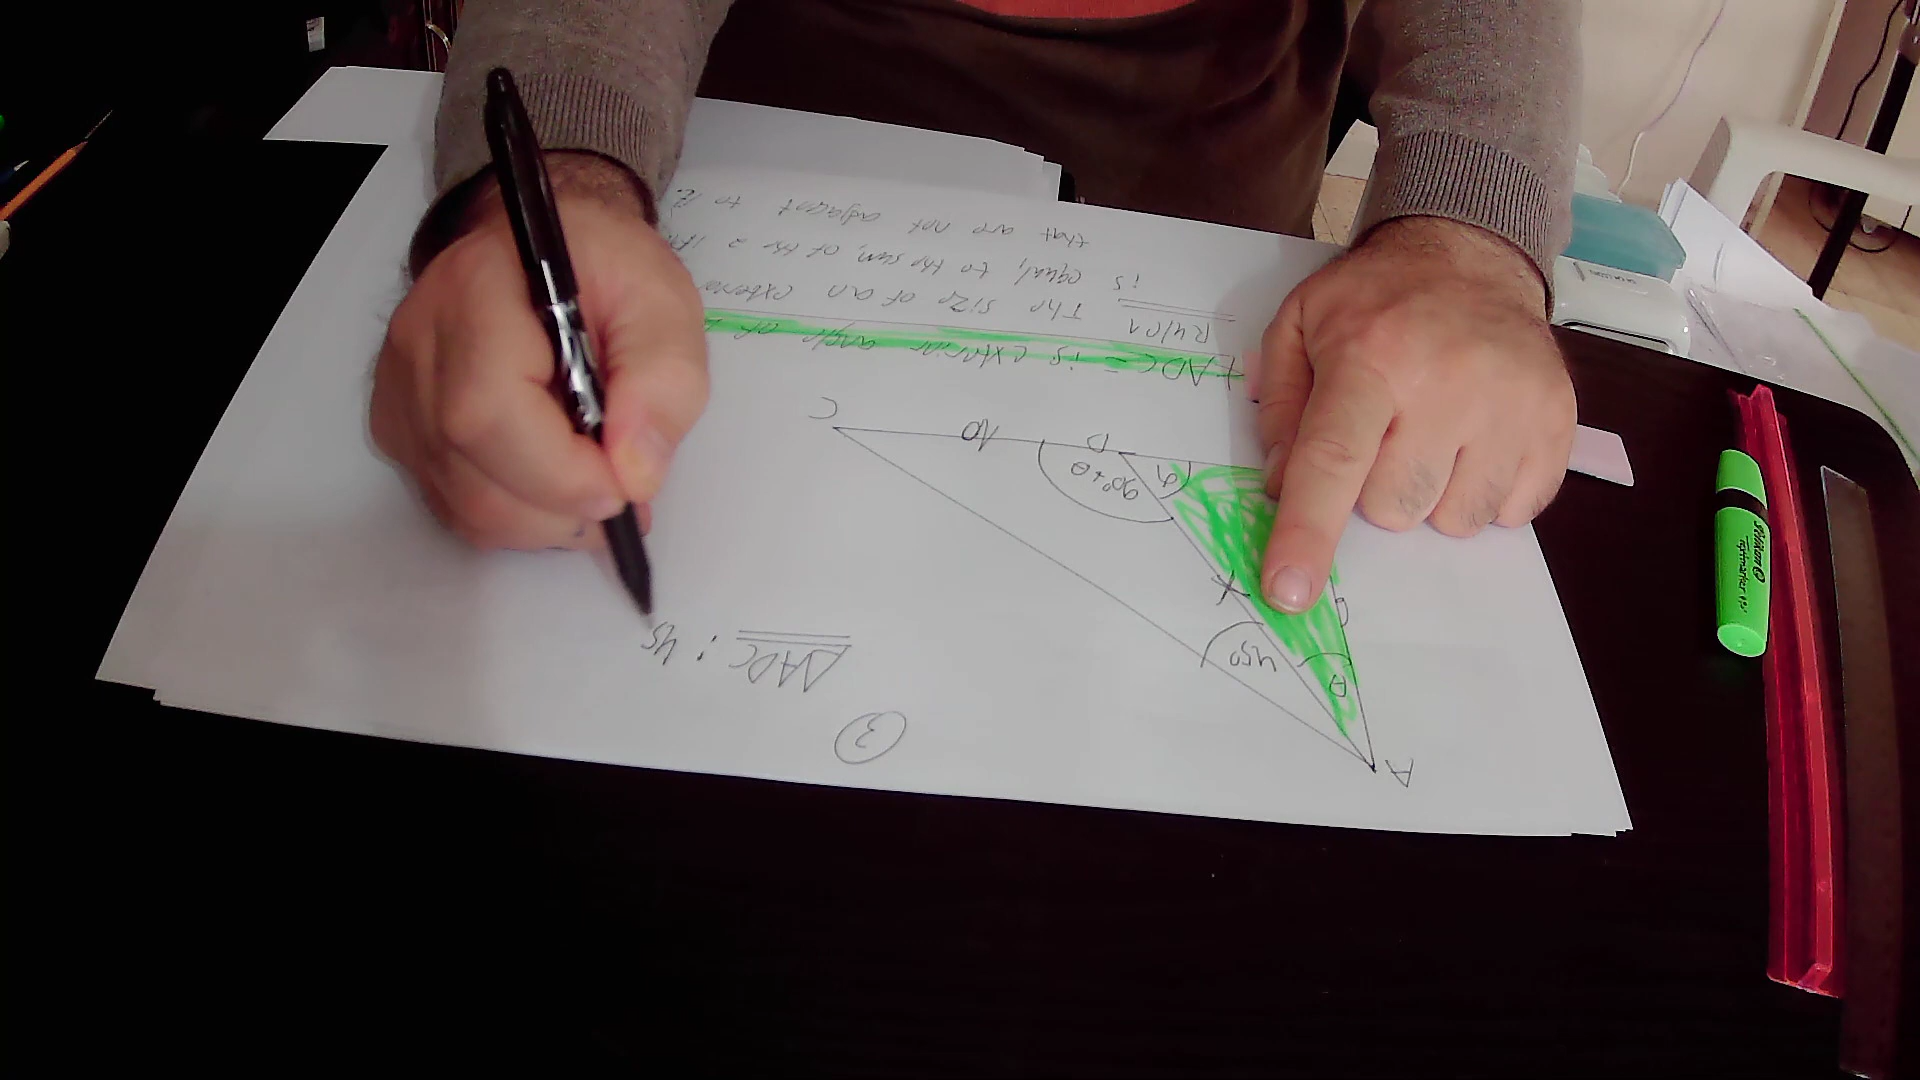 ③
ΔADC: 45
A
45°
x
90°+θ
D
10
C
∡ADC = is exterior angle of
Rule 1 The size of an exterior
is equal, to the sum, of the 2
that are not adjacent to it.